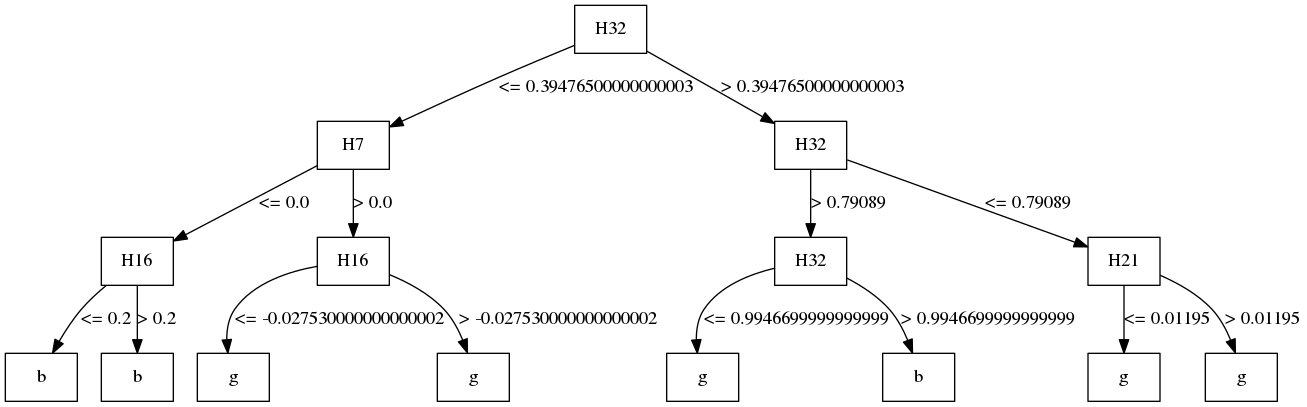 H32
<= 0.39476500000000003
> 0.39476500000000003
H7
H32
<= 0.0
> 0.0
> 0.79089
<= 0.79089
H16
H16
H32
H21
<= 0.2
> 0.2
<= -0.027530000000000002
> -0.027530000000000002
<= 0.9946699999999999
> 0.9946699999999999
<= 0.01195
> 0.01195
b
b
g
g
g
b
g
g